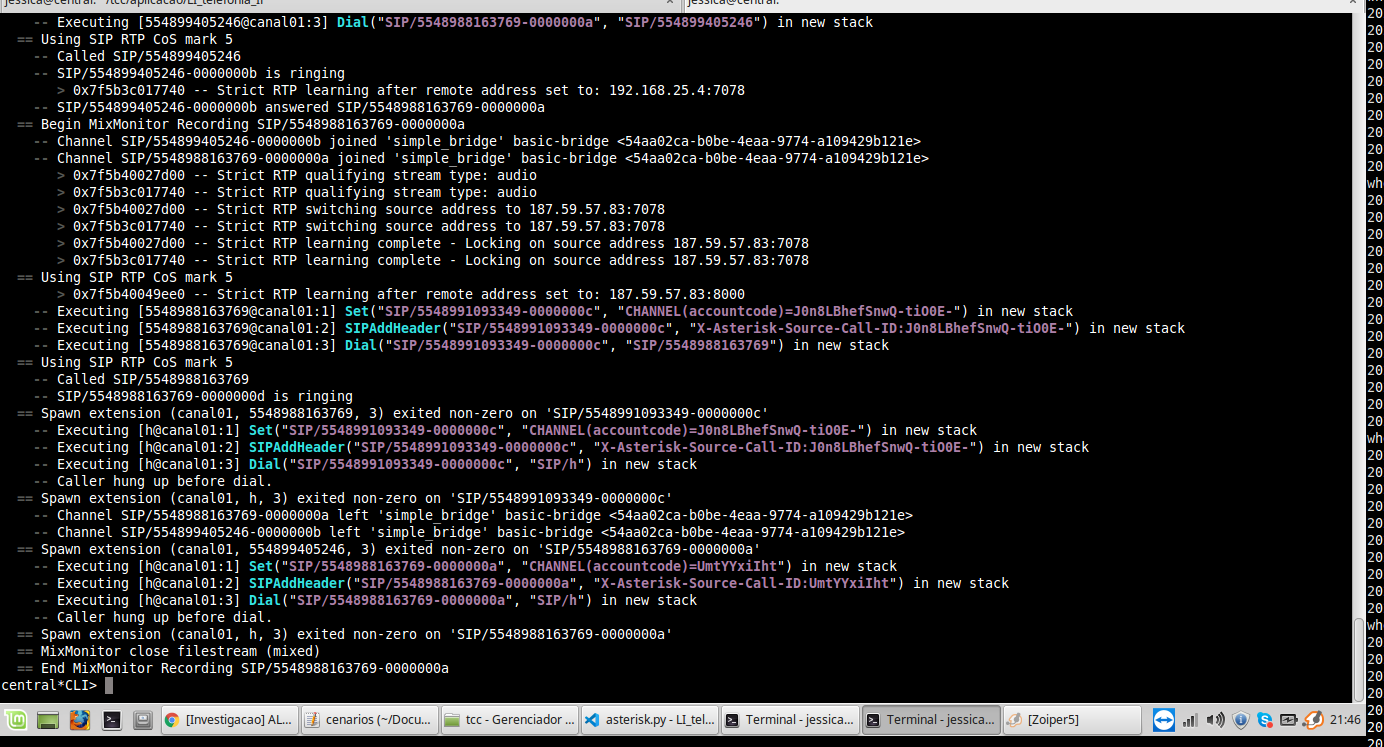 jessica@central: ~/tcc/aplicacao/LI_telefonia_IP
jessica@central:
-- Executing [554899405246@canal01:3] Dial("SIP/5548988163769-0000000a", "SIP/554899405246") in new stack
== Using SIP RTP CoS mark 5
-- Called SIP/554899405246
-- SIP/554899405246-0000000b is ringing
> 0x7f5b3c017740 -- Strict RTP learning after remote address set to: 192.168.25.4:7078
-- SIP/554899405246-0000000b answered SIP/5548988163769-0000000a
== Begin MixMonitor Recording SIP/5548988163769-0000000a
-- Channel SIP/554899405246-0000000b joined 'simple_bridge' basic-bridge <54aa02ca-b0be-4eaa-9774-a109429b121e>
-- Channel SIP/5548988163769-0000000a joined 'simple_bridge' basic-bridge <54aa02ca-b0be-4eaa-9774-a109429b121e>
> 0x7f5b40027d00 -- Strict RTP qualifying stream type: audio
> 0x7f5b3c017740 -- Strict RTP qualifying stream type: audio
> 0x7f5b40027d00 -- Strict RTP switching source address to 187.59.57.83:7078
> 0x7f5b3c017740 -- Strict RTP switching source address to 187.59.57.83:7078
> 0x7f5b40027d00 -- Strict RTP learning complete - Locking on source address 187.59.57.83:7078
> 0x7f5b3c017740 -- Strict RTP learning complete - Locking on source address 187.59.57.83:7078
== Using SIP RTP CoS mark 5
> 0x7f5b40049ee0 -- Strict RTP learning after remote address set to: 187.59.57.83:8000
-- Executing [5548988163769@canal01:1] Set("SIP/5548991093349-0000000c", "CHANNEL(accountcode)=J0n8LBhefSnwQ-tiO0E-") in new stack
-- Executing [5548988163769@canal01:2] SIPAddHeader("SIP/5548991093349-0000000c", "X-Asterisk-Source-Call-ID:J0n8LBhefSnwQ-tiO0E-") in new stack
-- Executing [5548988163769@canal01:3] Dial("SIP/5548991093349-0000000c", "SIP/5548988163769") in new stack
== Using SIP RTP CoS mark 5
-- Called SIP/5548988163769
-- SIP/5548988163769-0000000d is ringing
== Spawn extension (canal01, 5548988163769, 3) exited non-zero on 'SIP/5548991093349-0000000c'
-- Executing [h@canal01:1] Set("SIP/5548991093349-0000000c", "CHANNEL(accountcode)=J0n8LBhefSnwQ-tiO0E-") in new stack
-- Executing [h@canal01:2] SIPAddHeader("SIP/5548991093349-0000000c", "X-Asterisk-Source-Call-ID:J0n8LBhefSnwQ-tiO0E-") in new stack
-- Executing [h@canal01:3] Dial("SIP/5548991093349-0000000c", "SIP/h") in new stack
-- Caller hung up before dial.
== Spawn extension (canal01, h, 3) exited non-zero on 'SIP/5548991093349-0000000c'
-- Channel SIP/5548988163769-0000000a left 'simple_bridge' basic-bridge <54aa02ca-b0be-4eaa-9774-a109429b121e>
-- Channel SIP/554899405246-0000000b left 'simple_bridge' basic-bridge <54aa02ca-b0be-4eaa-9774-a109429b121e>
== Spawn extension (canal01, 554899405246, 3) exited non-zero on 'SIP/5548988163769-0000000a'
-- Executing [h@canal01:1] Set("SIP/5548988163769-0000000a", "CHANNEL(accountcode)=UmtYYxiIht") in new stack
-- Executing [h@canal01:2] SIPAddHeader("SIP/5548988163769-0000000a", "X-Asterisk-Source-Call-ID:UmtYYxiIht") in new stack
-- Executing [h@canal01:3] Dial("SIP/5548988163769-0000000a", "SIP/h") in new stack
-- Caller hung up before dial.
== Spawn extension (canal01, h, 3) exited non-zero on 'SIP/5548988163769-0000000a'
== MixMonitor close filestream (mixed)
== End MixMonitor Recording SIP/5548988163769-0000000a
central*CLI>
[Investigacao] AL... cenarios (~/Docu... tcc - Gerenciador ... asterisk.py - LI_tel... Terminal - jessica... Terminal - jessica... [Zoiper5] 21:46